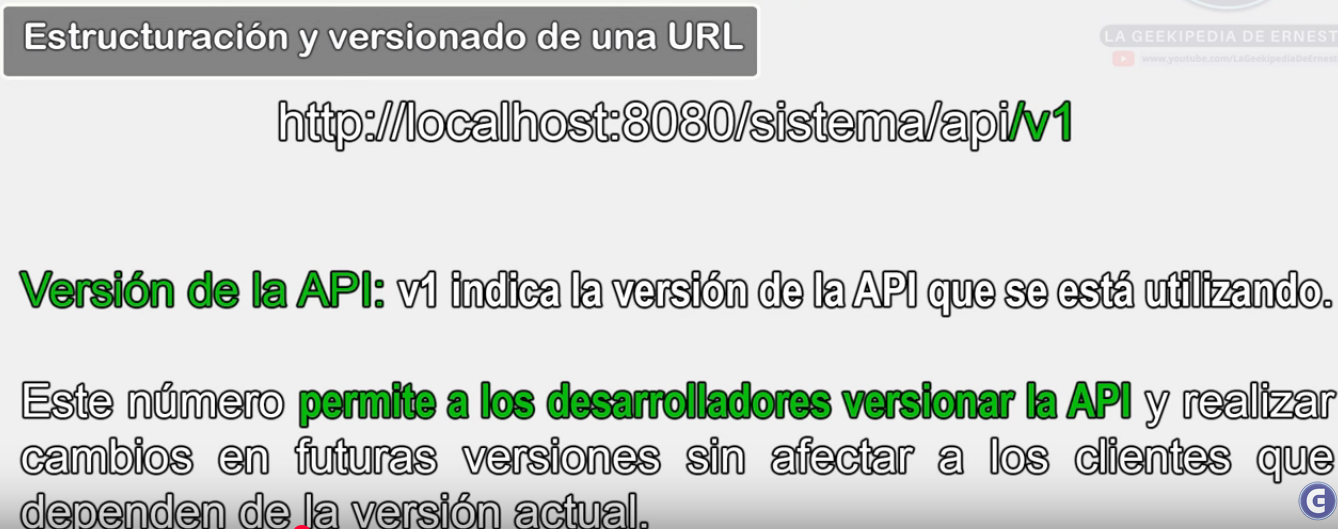 Estructuración y versionado de una URL
LA GEEKIPEDIA DE ERNEST
www.youtube.com/LaGeekipediaDeErnest
http://localhost:8080/sistema/api/v1
Versión de la API: v1 indica la versión de la API que se está utilizando.
Este número permite a los desarrolladores versionar la API y realizar
cambios en futuras versiones sin afectar a los clientes que
dependen de la versión actual.
G